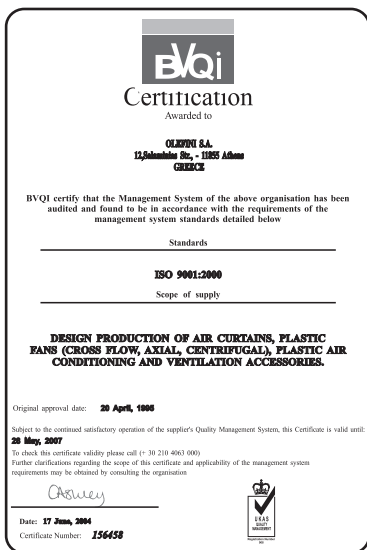 BVQi
Certification
Awarded to
OLEFINI S.A.
12,Salaminias Str., - 11855 Athens
GREECE
BVQI certify that the Management System of the above organisation has been
audited and found to be in accordance with the requirements of the
management system standards detailed below
Standards
ISO 9001:2000
Scope of supply
DESIGN PRODUCTION OF AIR CURTAINS, PLASTIC
FANS (CROSS FLOW, AXIAL, CENTRIFUGAL), PLASTIC AIR
CONDITIONING AND VENTILATION ACCESSORIES.
Original approval date: 20 April, 1995
Subject to the continued satisfactory operation of the supplier's Quality Management System, this Certificate is valid until:
28 May, 2007
To check this certificate validity please call (+ 30 210 4063 000)
Further clarifications regarding the scope of this certificate and applicability of the management system
requirements may be obtained by consulting the organisation
Date: 17 June, 2004
Certificate Number: 156458
UKAS
QUALITY
MANAGEMENT